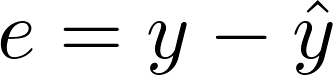 e = y − ŷ